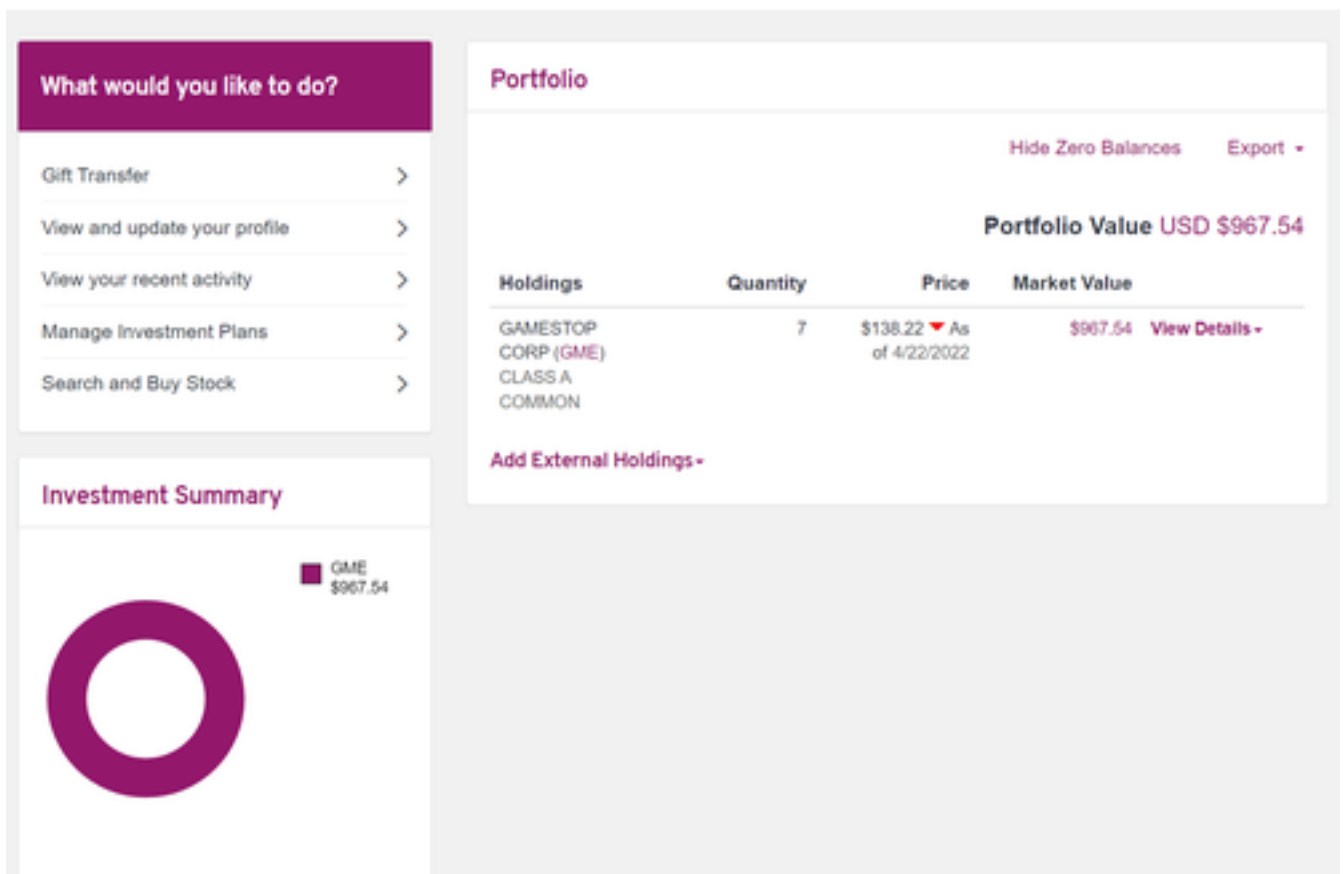 What would you like to do?
Gift Transfer
View and update your profile
View your recent activity
Manage Investment Plans
Search and Buy Stock
Investment Summary
GME
$967.54
Portfolio
Hide Zero Balances Export
Portfolio Value USD $967.54
Holdings Quantity Price Market Value
GAMESTOP 7 $138.22 As $967.54 View Details
CORP (GME) of 4/22/2022
CLASS A
COMMON
Add External Holdings